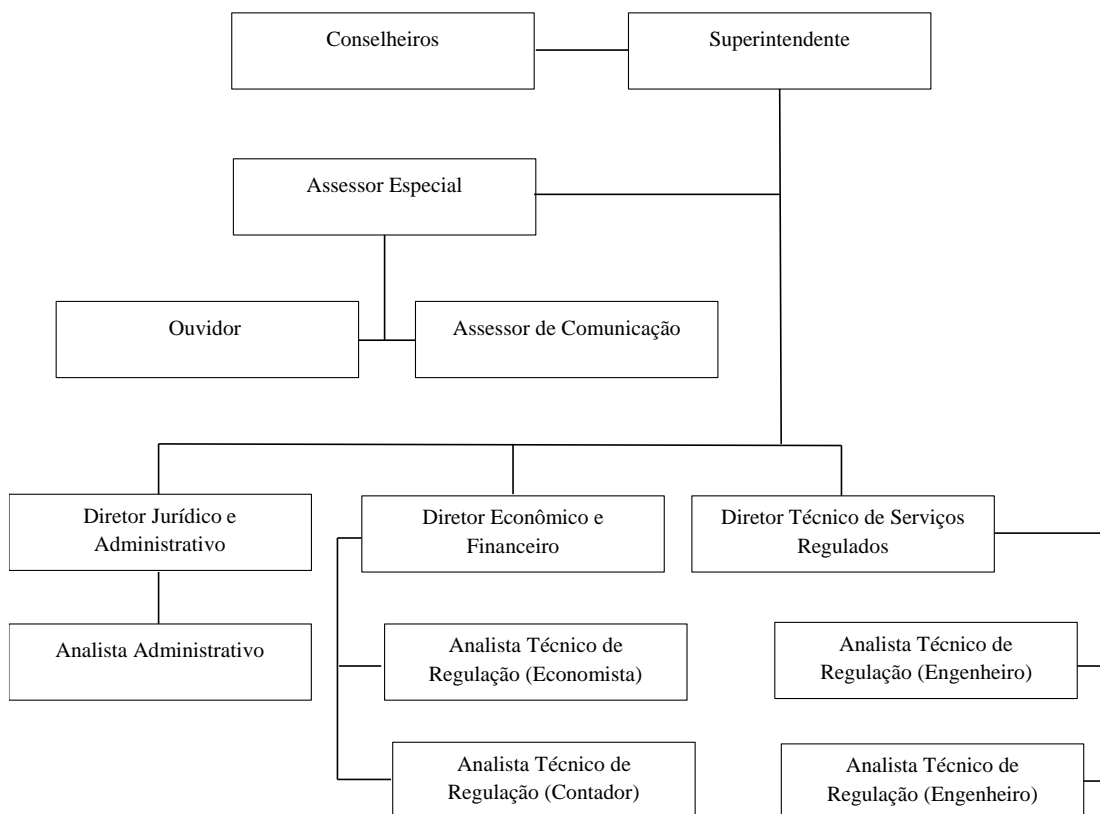 Conselheiros
Superintendente
Assessor Especial
Ouvidor
Assessor de Comunicação
Diretor Jurídico e
Administrativo
Diretor Econômico e
Financeiro
Diretor Técnico de Serviços
Regulados
Analista Administrativo
Analista Técnico de
Regulação (Economista)
Analista Técnico de
Regulação (Engenheiro)
Analista Técnico de
Regulação (Contador)
Analista Técnico de
Regulação (Engenheiro)